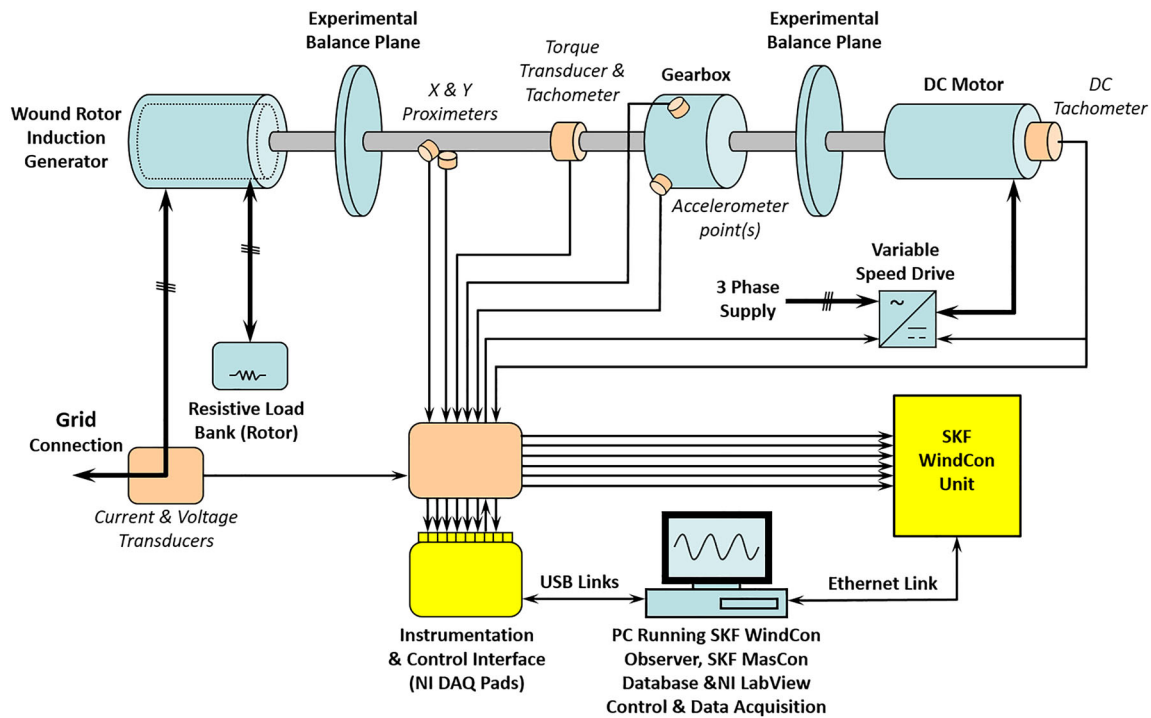 Experimental
Balance Plane
Experimental
Balance Plane
Torque
Transducer &
Tachometer
Gearbox
X & Y
Proximeters
DC Motor
DC
Tachometer
Wound Rotor
Induction
Generator
Accelerometer
point(s)
Variable
Speed Drive
3 Phase
Supply
~
Resistive Load
Bank (Rotor)
Grid
Connection
Current & Voltage
Transducers
SKF
WindCon
Unit
USB Links
Ethernet Link
Instrumentation
& Control Interface
(NI DAQ Pads)
PC Running SKF WindCon
Observer, SKF MasCon
Database &NI LabView
Control & Data Acquisition